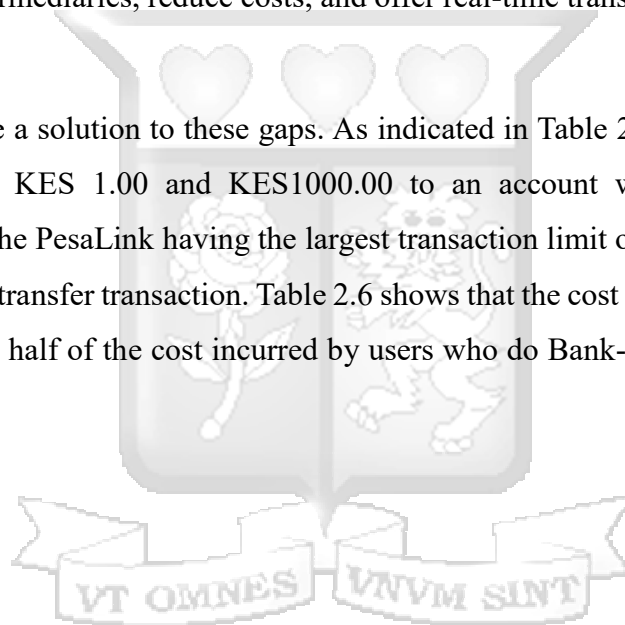 rmediaries, reduce costs, and offer real-time trans
e a solution to these gaps. As indicated in Table 2
KES 1.00 and KES1000.00 to an account w
he PesaLink having the largest transaction limit o
transfer transaction. Table 2.6 shows that the cost
half of the cost incurred by users who do Bank-
VT OMNES VNVM SINT